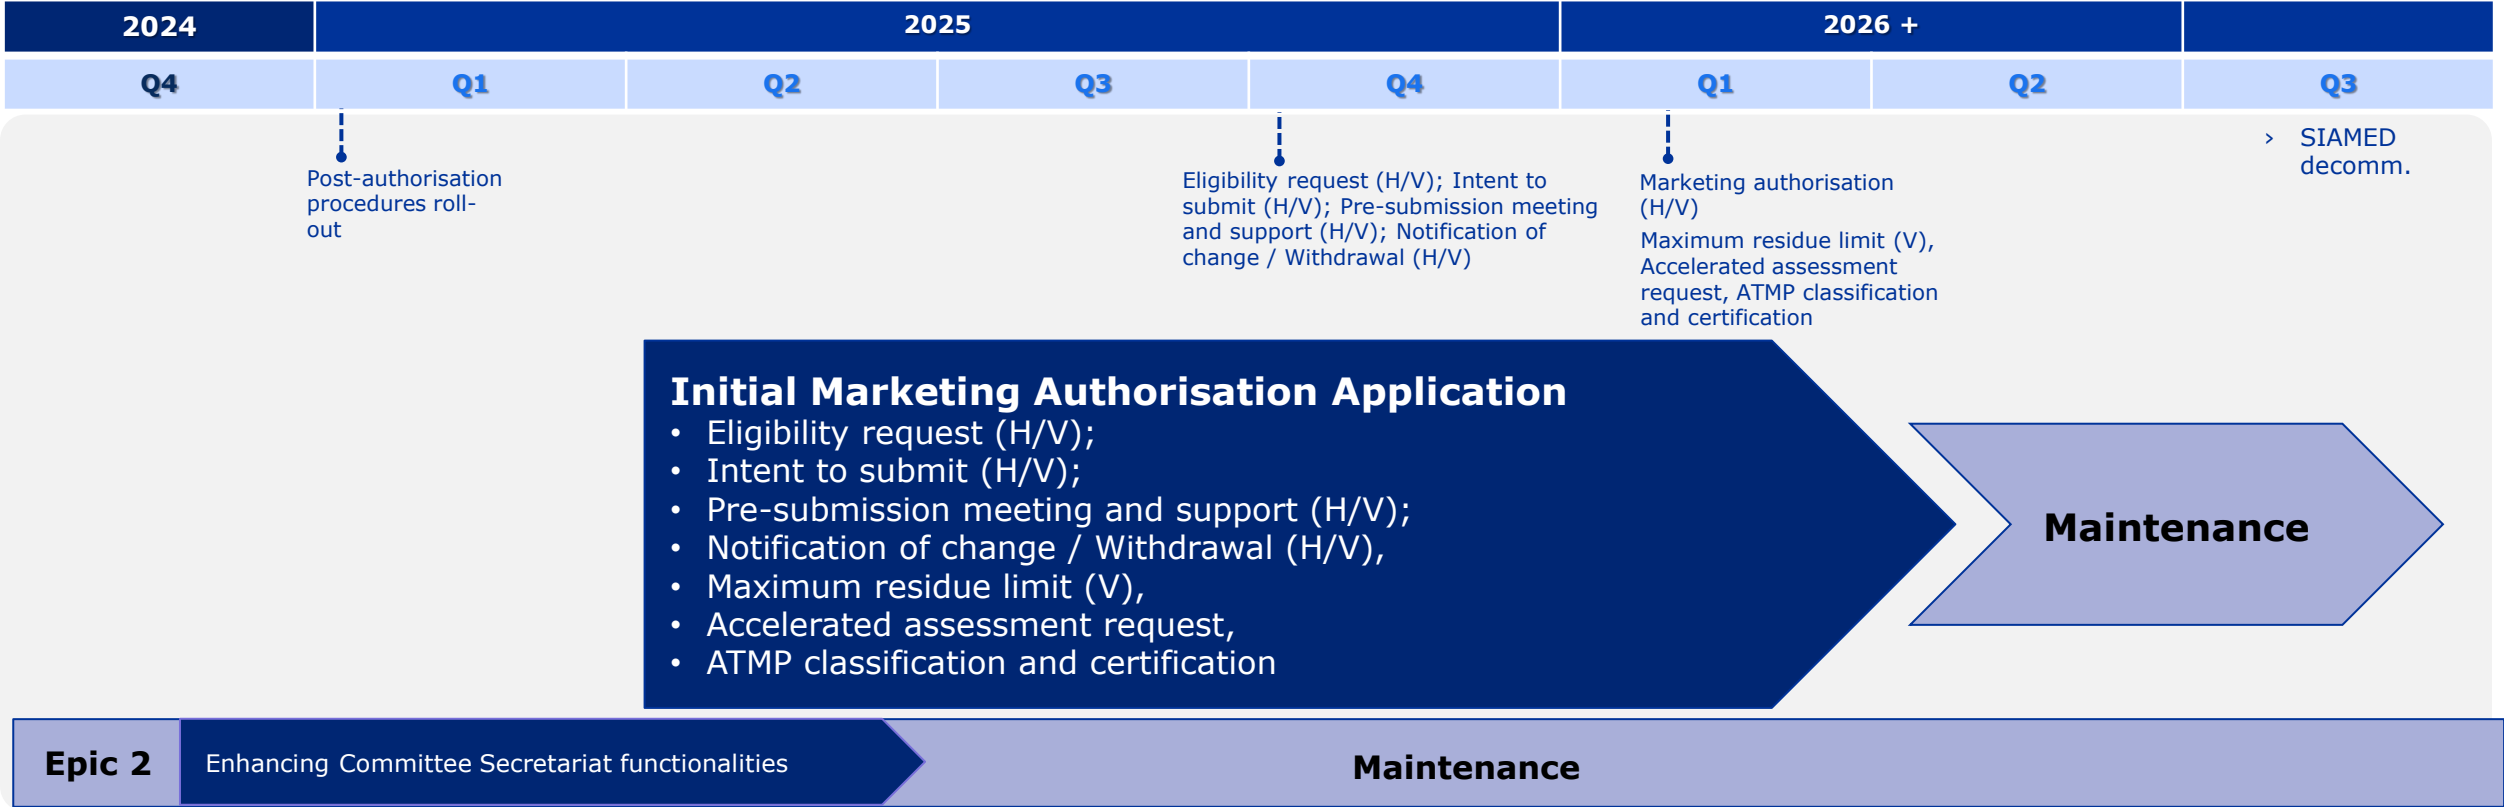 2024
2025
2026 +
Q4
Q1
Q2
Q3
Q4
Q1
Q2
Q3
Post-authorisation
procedures roll-
out
Eligibility request (H/V); Intent to
submit (H/V); Pre-submission meeting
and support (H/V); Notification of
change / Withdrawal (H/V)
Marketing authorisation
(H/V)
Maximum residue limit (V),
Accelerated assessment
request, ATMP classification
and certification
› SIAMED
decomm.
Initial Marketing Authorisation Application
• Eligibility request (H/V);
• Intent to submit (H/V);
• Pre-submission meeting and support (H/V);
• Notification of change / Withdrawal (H/V),
• Maximum residue limit (V),
• Accelerated assessment request,
• ATMP classification and certification
Maintenance
Epic 2
Enhancing Committee Secretariat functionalities
Maintenance